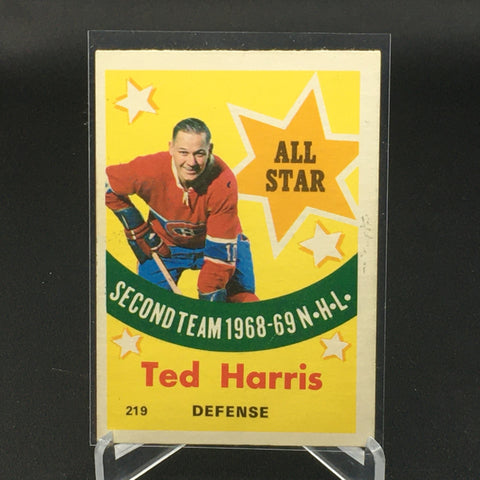 ALL
STAR
SECOND TEAM 1968-69 N•H•L•
Ted Harris
219 DEFENSE